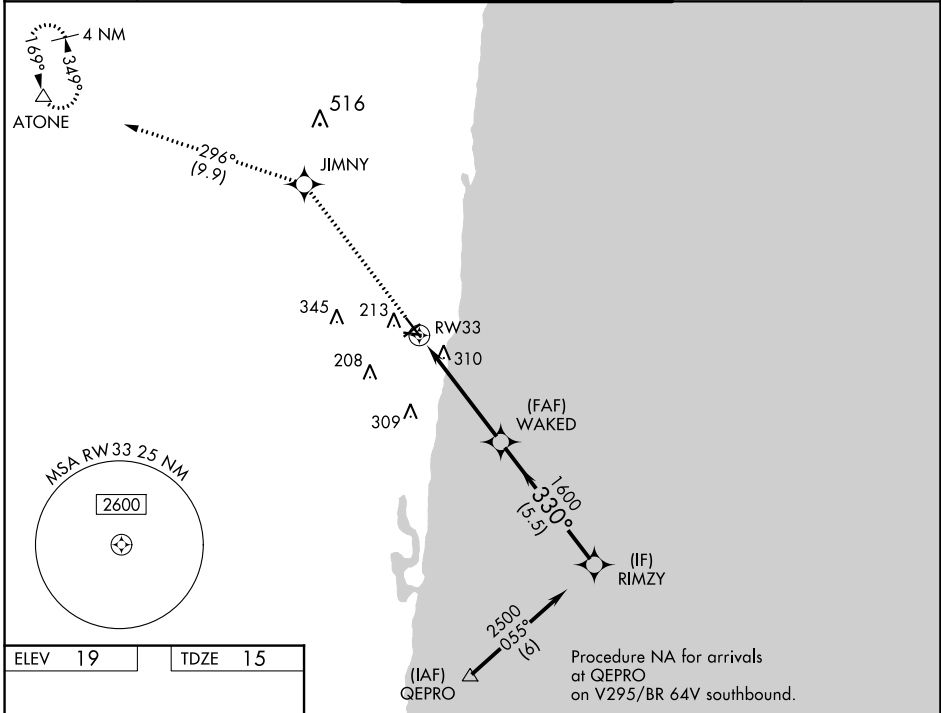 4 NM
169°
349°
ATONE
516
JIMNY
296°
(9.9)
345
213
RW33
310
208
309
(FAF)
WAKED
1600
330°
(5.5)
MSA RW33 25 NM
2600
(IF)
RIMZY
2500
055°
(6)
(IAF)
QEPRO
Procedure NA for arrivals
at QEPRO
on V295/BR 64V southbound.
ELEV 19
TDZE 15